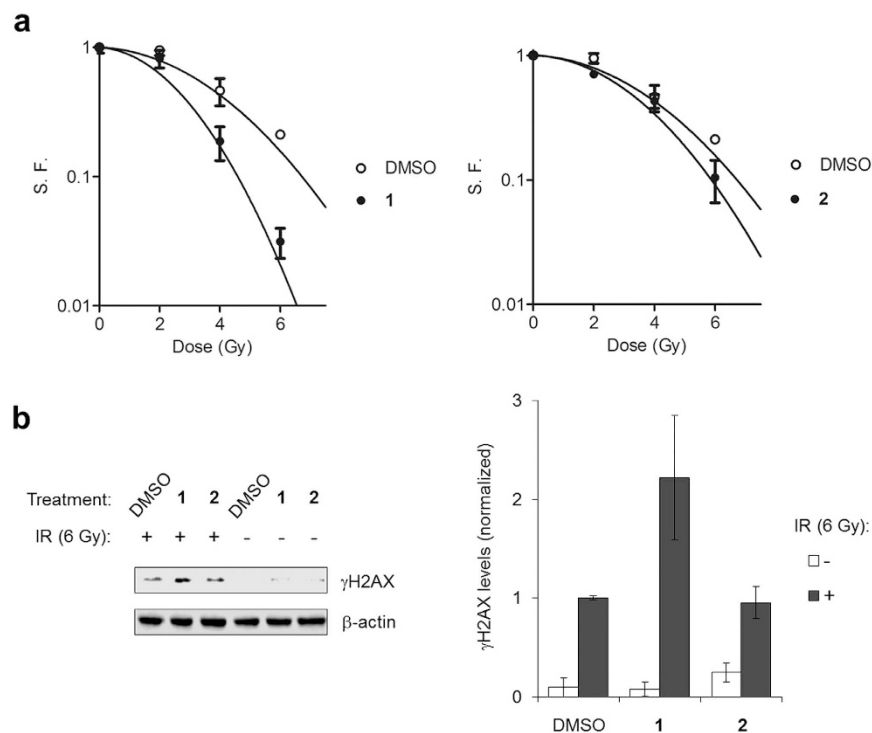 a
1
0.1
0.01
S. F.
0 2 4 6
Dose (Gy)
DMSO
1
1
0.1
0.01
S. F.
0 2 4 6
Dose (Gy)
DMSO
2
b
Treatment: DMSO 1 2 DMSO 1 2
IR (6 Gy): + + + - - -
γH2AX
β-actin
3
2
1
0
γH2AX levels (normalized)
DMSO 1 2
IR (6 Gy):
-
+